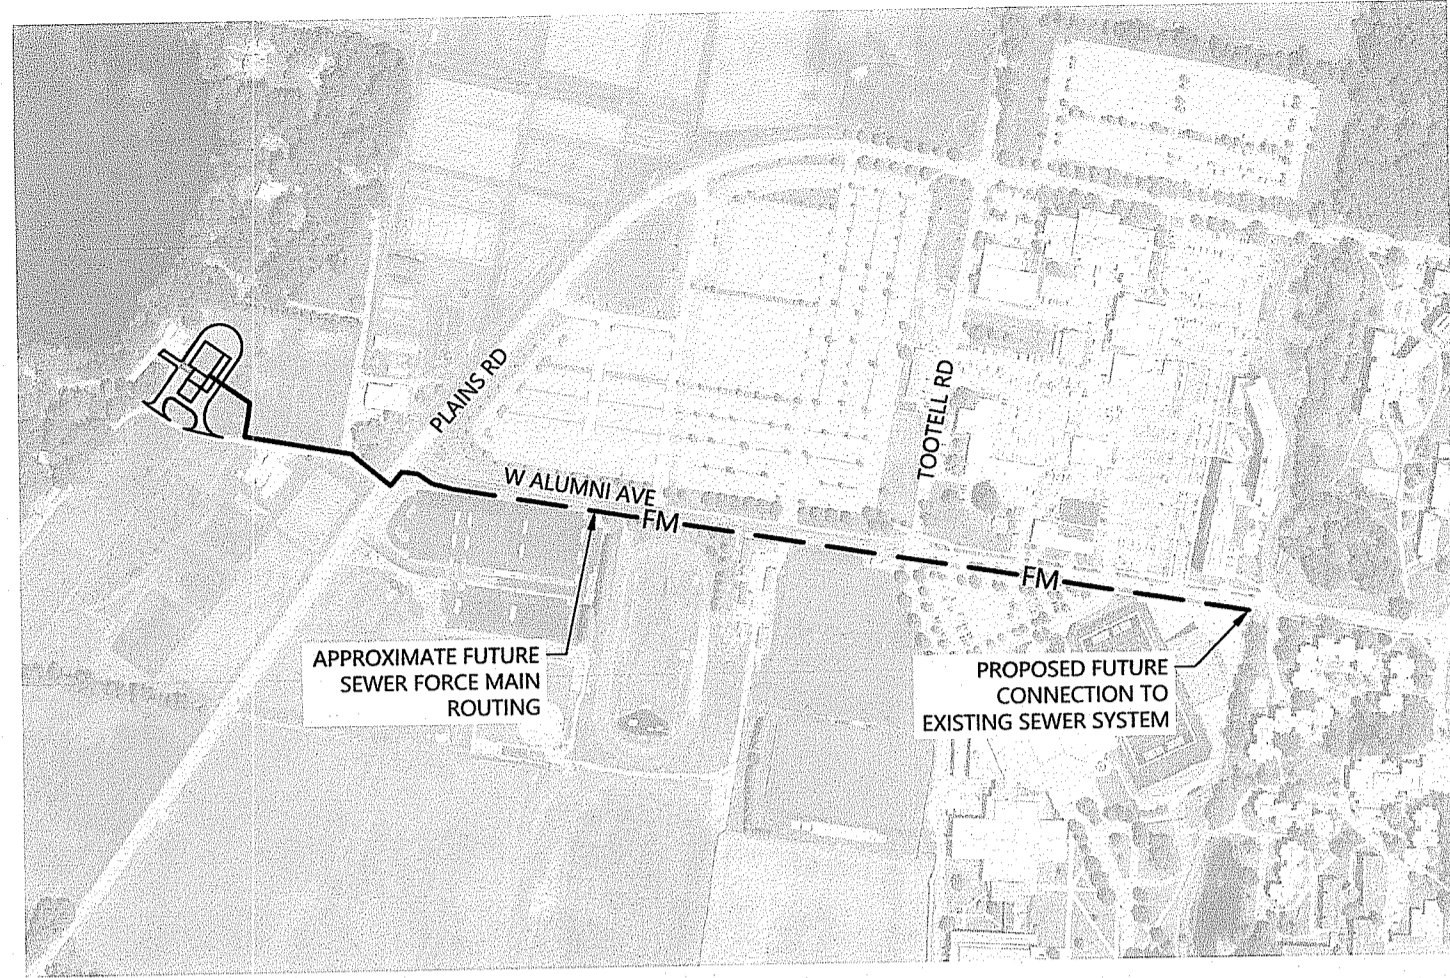 PLAINS RD
TOOTELL RD
W ALUMNI AVE
FM
FM
APPROXIMATE FUTURE
SEWER FORCE MAIN
ROUTING
PROPOSED FUTURE
CONNECTION TO
EXISTING SEWER SYSTEM